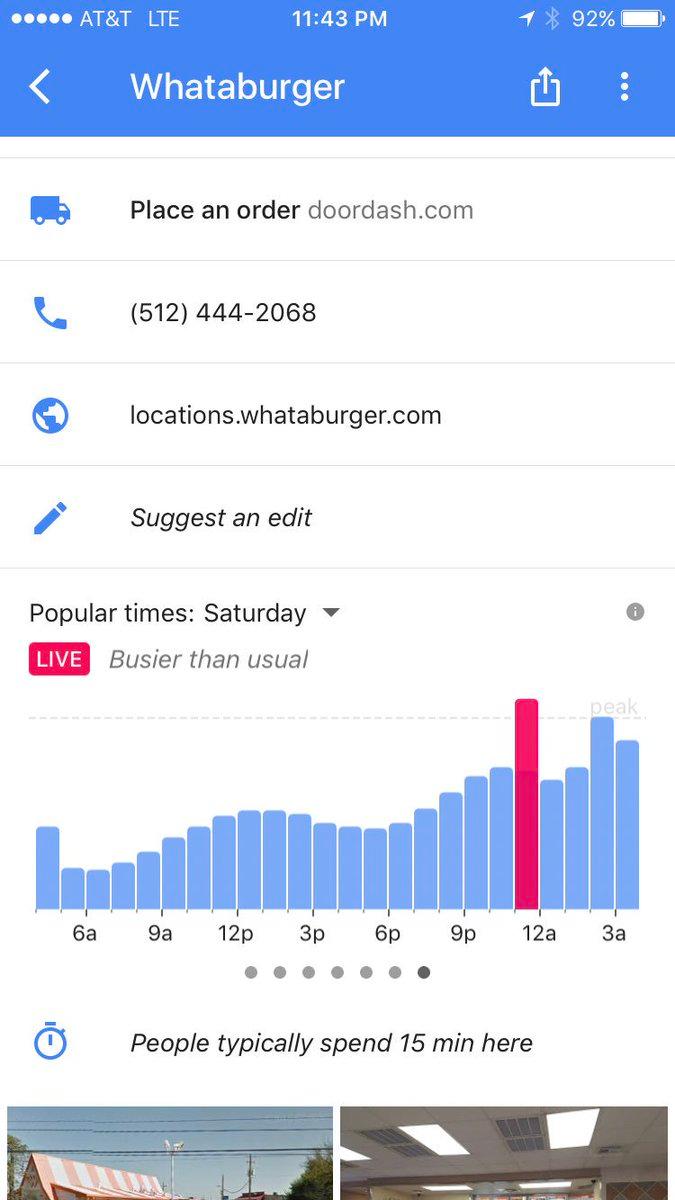 AT&T LTE 11:43 PM 92%
Whataburger
Place an order doordash.com
(512) 444-2068
locations.whataburger.com
Suggest an edit
Popular times: Saturday
LIVE Busier than usual
peak
6a 9a 12p 3p 6p 9p 12a 3a
People typically spend 15 min here